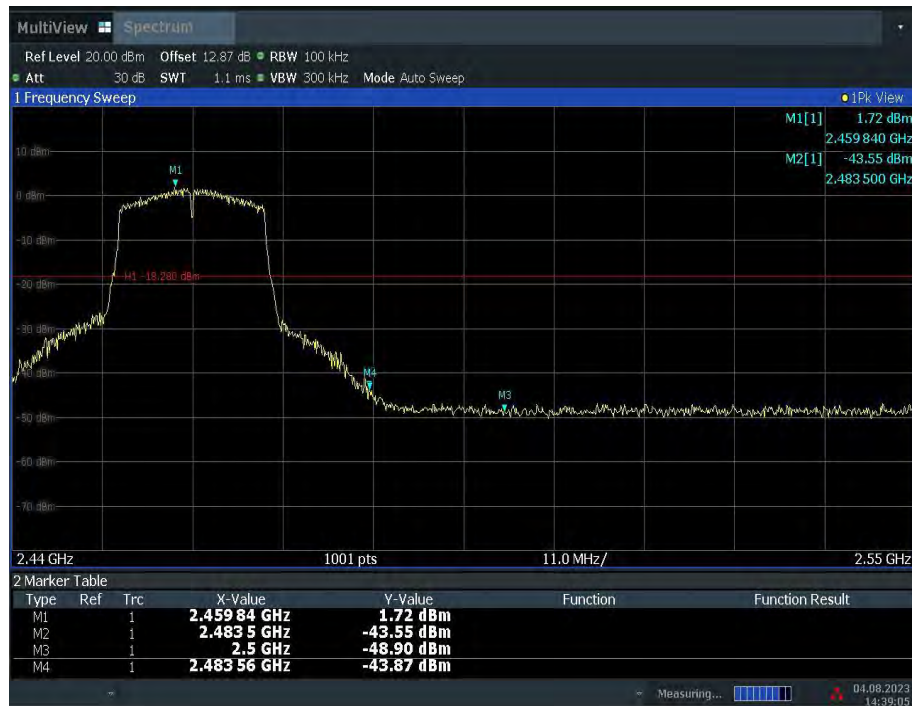 MultiView Spectrum
Ref Level 20.00 dBm Offset 12.87 dB RBW 100 kHz
Att 30 dB SWT 1.1 ms VBW 300 kHz Mode Auto Sweep
1 Frequency Sweep 1Pk View
M1[1] 1.72 dBm
2.459 840 GHz
10 dBm
M2[1] -43.55 dBm
M1
2.483 500 GHz
0 dBm
-10 dBm
H1 -18.280 dBm
-20 dBm
-30 dBm
-40 dBm
M4
M3
-50 dBm
-60 dBm
-70 dBm
2.44 GHz 1001 pts 11.0 MHz/ 2.55 GHz
2 Marker Table
Type Ref Trc X-Value Y-Value Function Function Result
M1 1 2.459 84 GHz 1.72 dBm
M2 1 2.483 5 GHz -43.55 dBm
M3 1 2.5 GHz -48.90 dBm
M4 1 2.483 56 GHz -43.87 dBm
Measuring... 04.08.2023
14:39:05